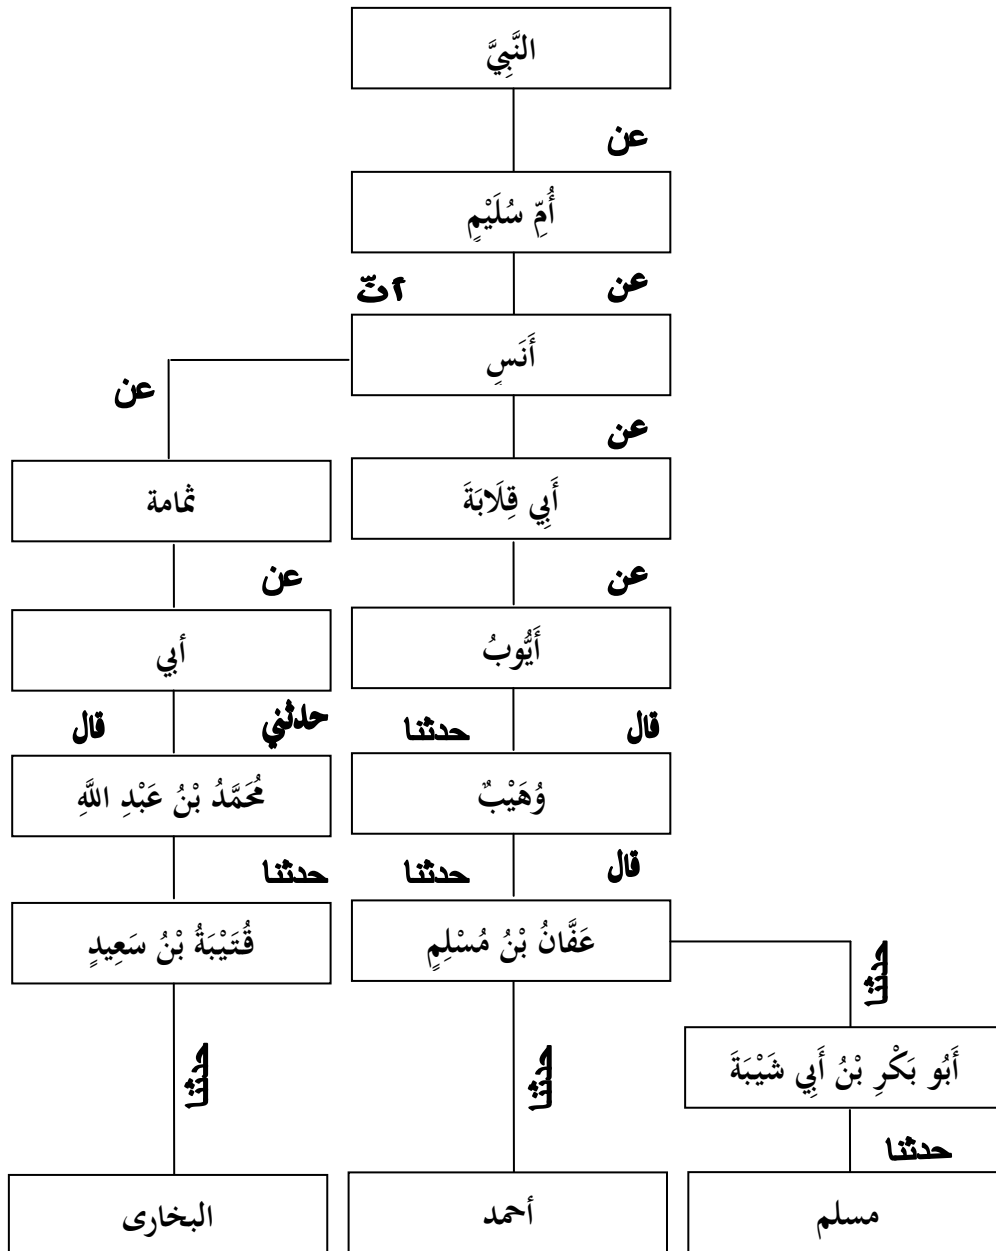 النَّبِيَّ
عن
أُمِّ سُلَيْمٍ
عن
أنّ
أَنَسٍ
عن
عن
أَبِي قِلَابَةَ
ثمامة
عن
عن
أَيُّوبُ
أبي
قال
حدثنا
حدثني
قال
وُهَيْبٌ
مُحَمَّدُ بْنُ عَبْدِ اللَّهِ
قال
حدثنا
حدثنا
عَفَّانُ بْنُ مُسْلِمٍ
قُتَيْبَةُ بْنُ سَعِيدٍ
حدثنا
أَبُو بَكْرِ بْنُ أَبِي شَيْبَةَ
حدثنا
حدثنا
حدثنا
مسلم
أحمد
البخارى